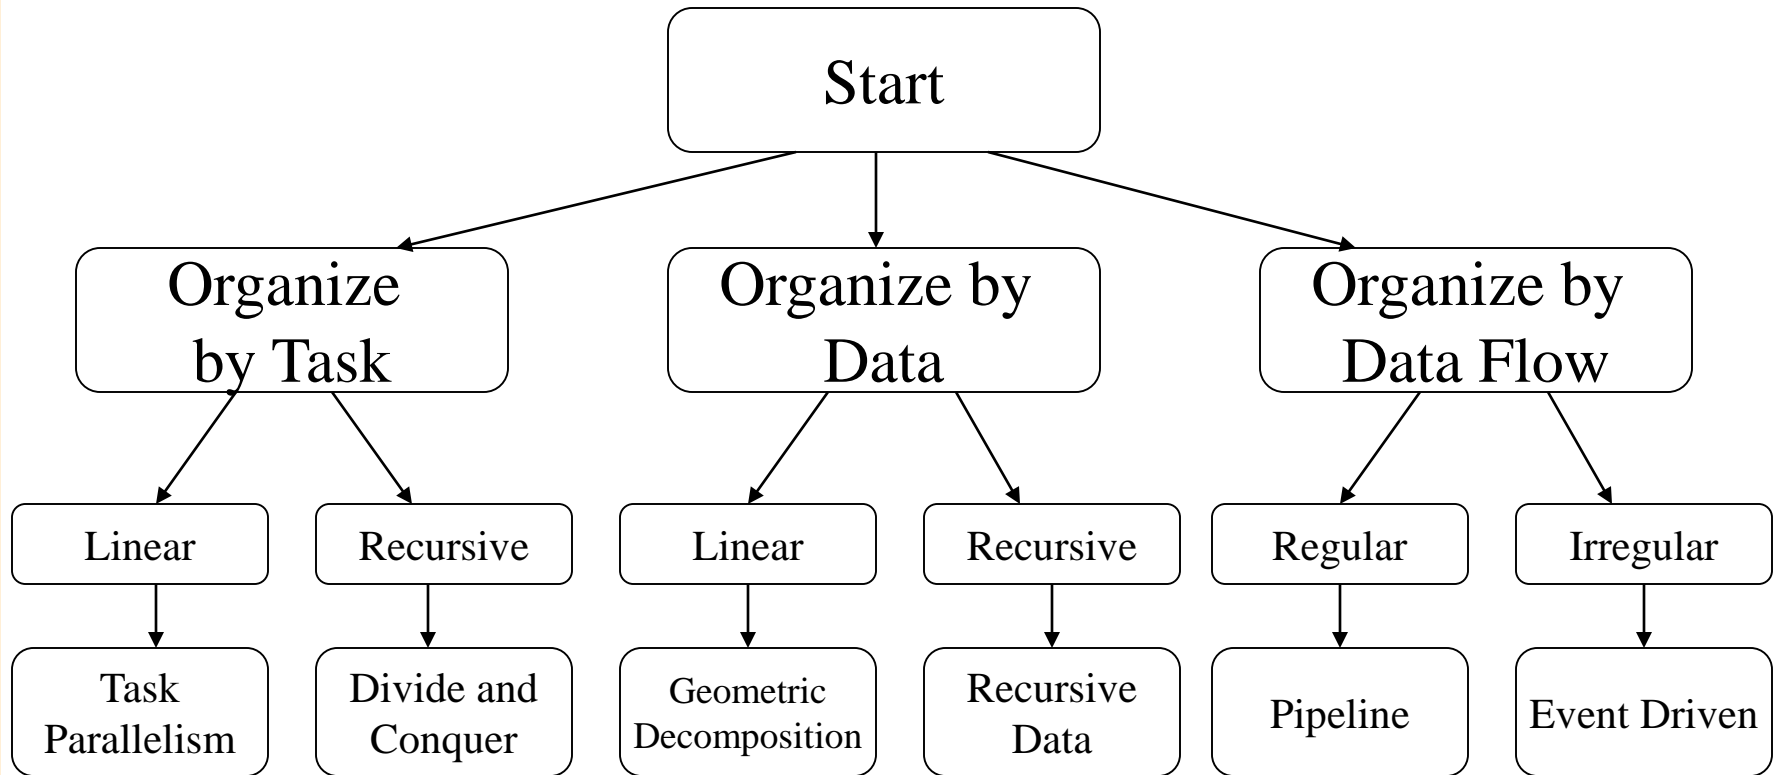 Start
Organize
by Task
Organize by
Data
Organize by
Data Flow
Linear
Recursive
Linear
Recursive
Regular
Irregular
Task
Parallelism
Divide and
Conquer
Geometric
Decomposition
Recursive
Data
Pipeline
Event Driven